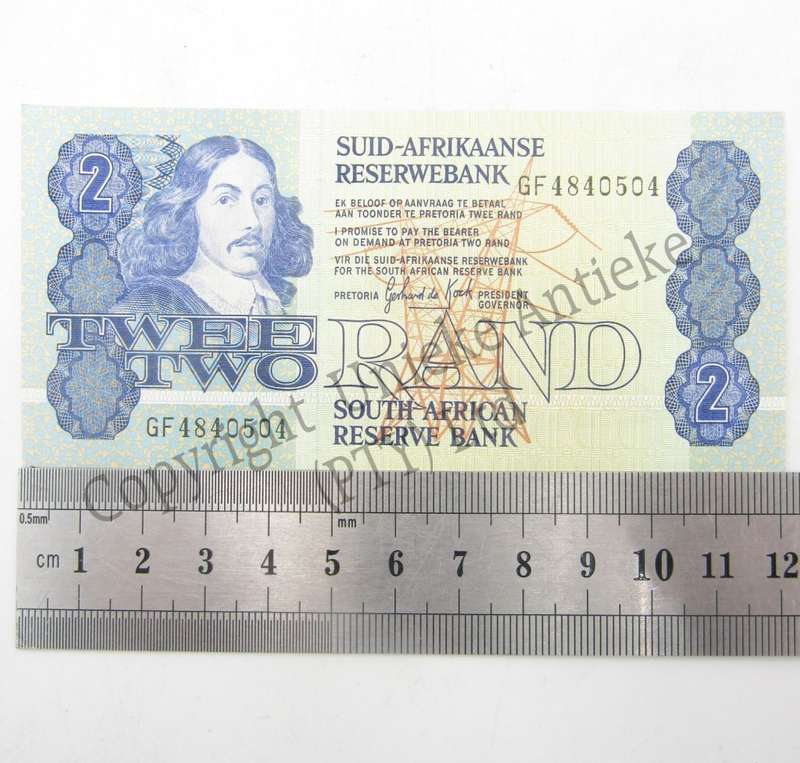 2
SUID-AFRIKAANSE
RESERWEBANK
GF4840504
EK BELOOF OP AANVRAAG TE BETAAL
AAN TOONDER TE PRETORIA TWEE RAND
I PROMISE TO PAY THE BEARER
ON DEMAND AT PRETORIA TWO RAND
VIR DIE SUID-AFRIKAANSE RESERWEBANK
FOR THE SOUTH AFRICAN RESERVE BANK
PRETORIA Gerhard de Kock PRESIDENT
GOVERNOR
TWEE RAND
TWO
2
GF4840504
SOUTH AFRICAN
RESERVE BANK
Copyright Unieke Antieke
(PTY) Ltd
0.5mm mm
cm 1 2 3 4 5 6 7 8 9 10 11 12